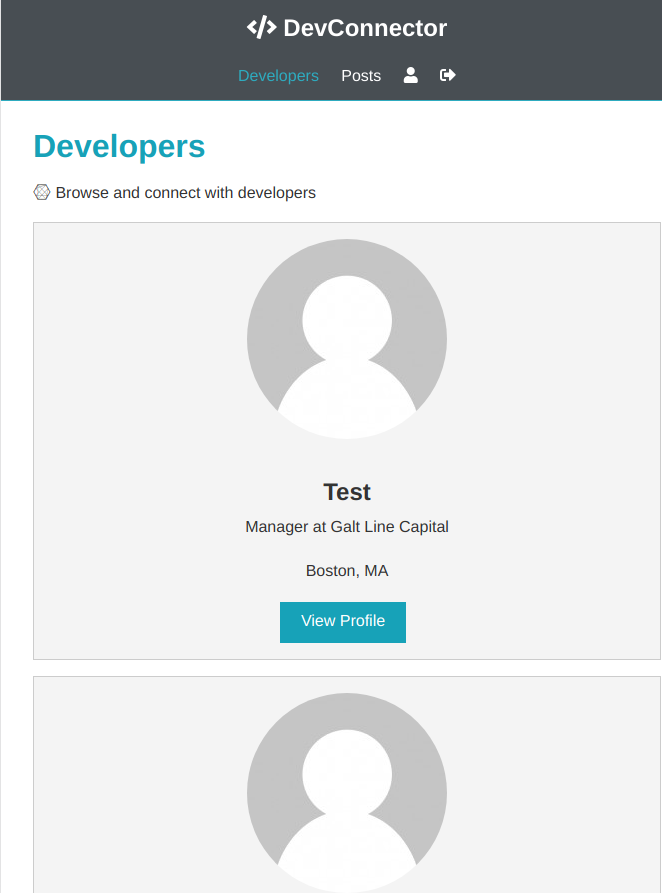 DevConnector
Developers Posts
Developers
Browse and connect with developers
Test
Manager at Galt Line Capital
Boston, MA
View Profile